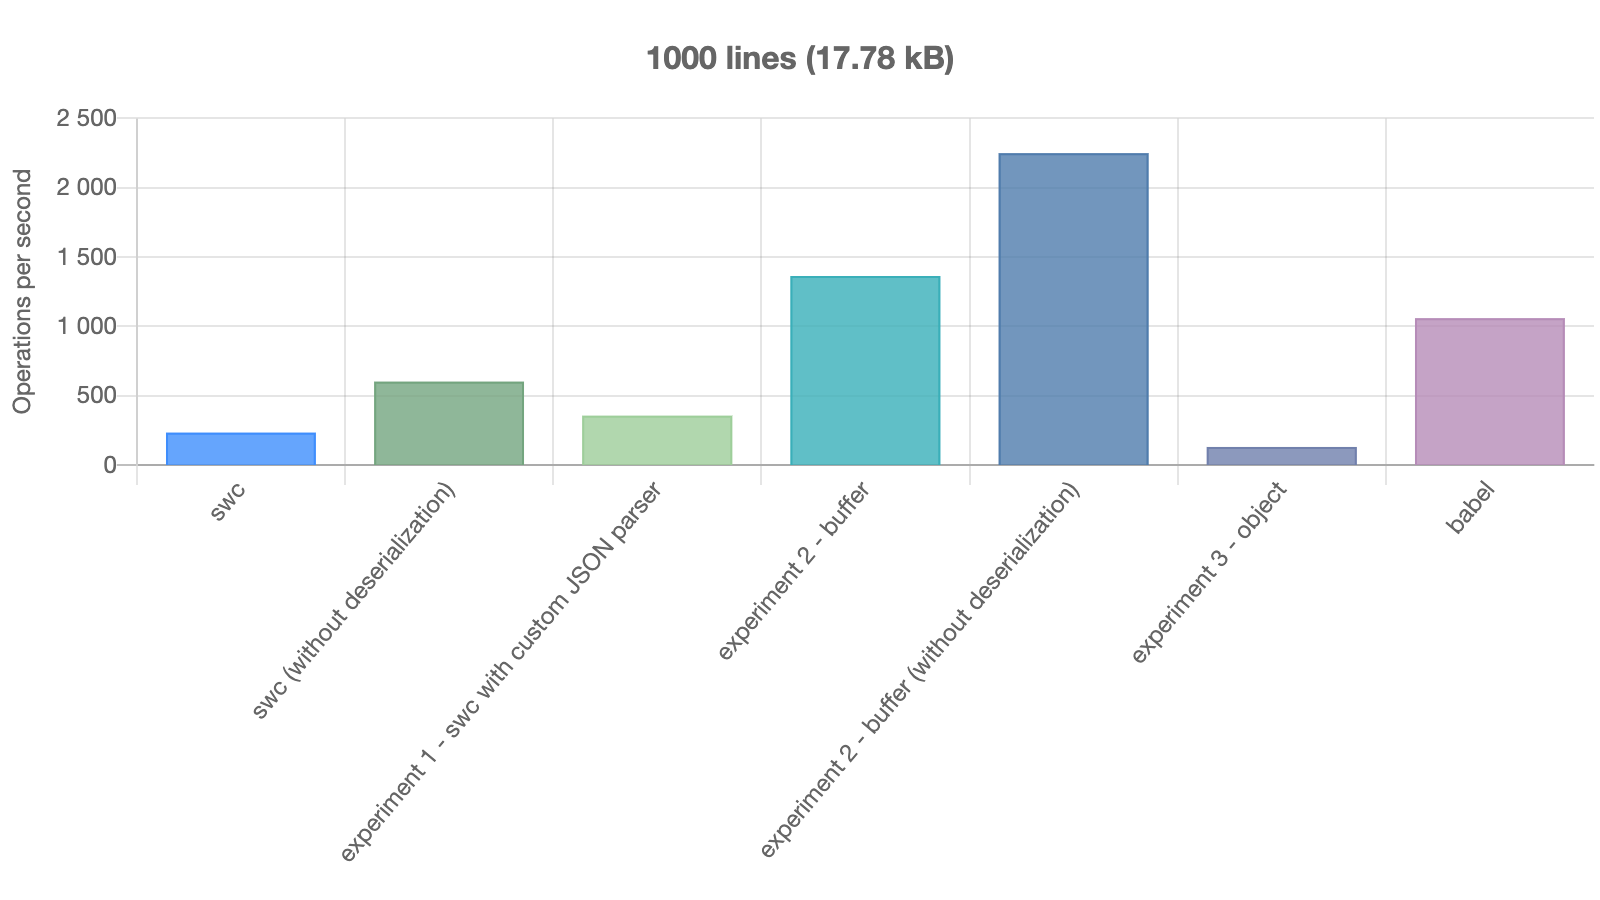 1000 lines (17.78 kB)
Operations per second
2 500
2 000
1 500
1 000
500
0
swc
swc (without deserialization)
experiment 1 - swc with custom JSON parser
experiment 2 - buffer
experiment 2 - buffer (without deserialization)
experiment 3 - object
babel